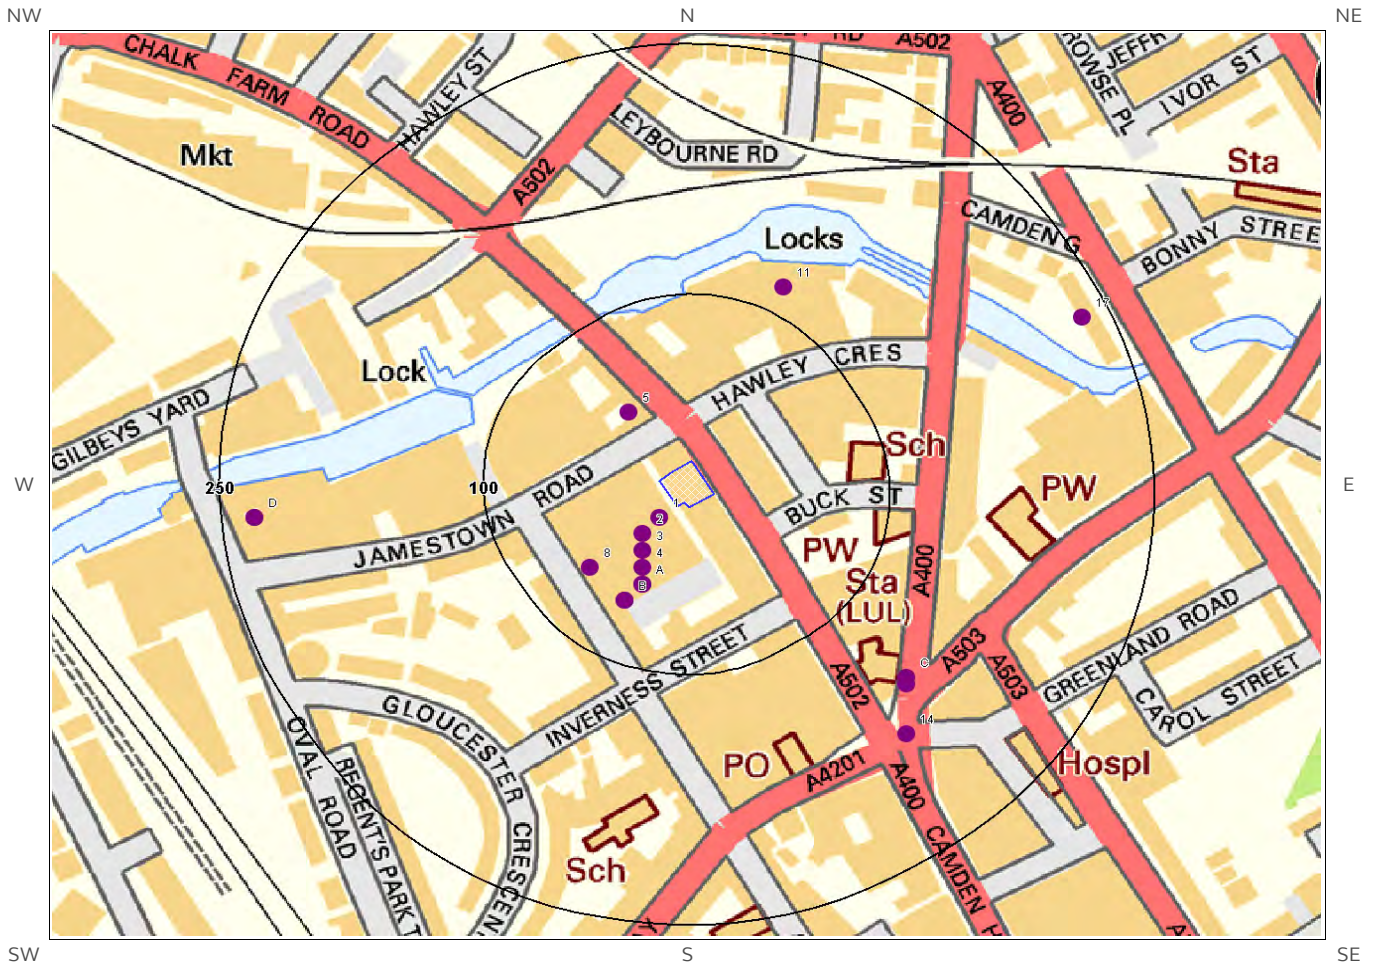 NW
N
NE
CHALK FARM ROAD
HAWLEY ST
RD
A502
A400
JEFFR
IVOR ST
LEYBOURNE RD
Mkt
A502
Sta
CAMDEN G
BONNY STREE
Locks
11
17
Lock
HAWLEY CRES
5
GILBEYS YARD
Sch
W
250
100
E
D
JAMESTOWN ROAD
1
BUCK ST
PW
2
3
4
8
A
B
PW
Sta
(LUL)
A400
C
A503
A503
GREENLAND ROAD
CAROL STREET
INVERNESS STREET
A502
14
GLOUCESTER CRESCEN
OVAL ROAD
REGENT'S PARK T
PO
A4201
A400
Hospl
Sch
CAMDEN H
SW
S
SE